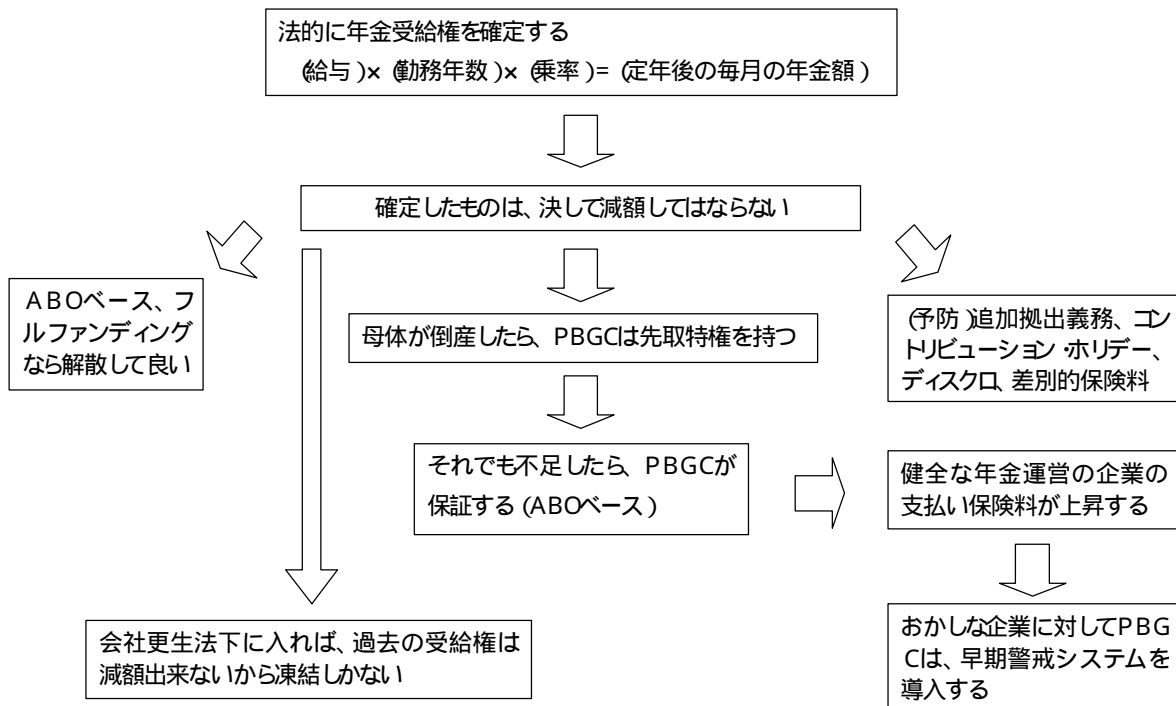 法的に年金受給権を確定する
(給与)×(勤務年数)×(乗率)=(定年後の毎月の年金額)
確定したものは、決して減額してはならない
ABOベース、フ
ルファンディング
なら解散して良い
母体が倒産したら、PBGCは先取特権を持つ
(予防)追加拠出義務、コン
トリビューション・ホリデー、
ディスクロ、差別的保険料
それでも不足したら、PBGCが
保証する(ABOベース)
健全な年金運営の企業の
支払い保険料が上昇する
会社更生法下に入れば、過去の受給権は
減額出来ないから凍結しかない
おかしな企業に対してPBG
Cは、早期警戒システムを
導入する